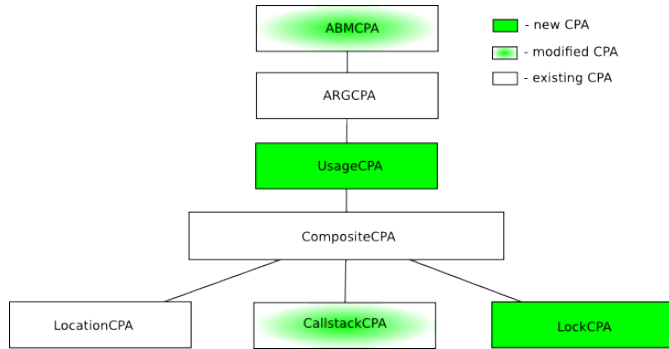 ABMCPA
- new CPA
- modified CPA
- existing CPA
ARGCPA
UsageCPA
CompositeCPA
LocationCPA
CallstackCPA
LockCPA